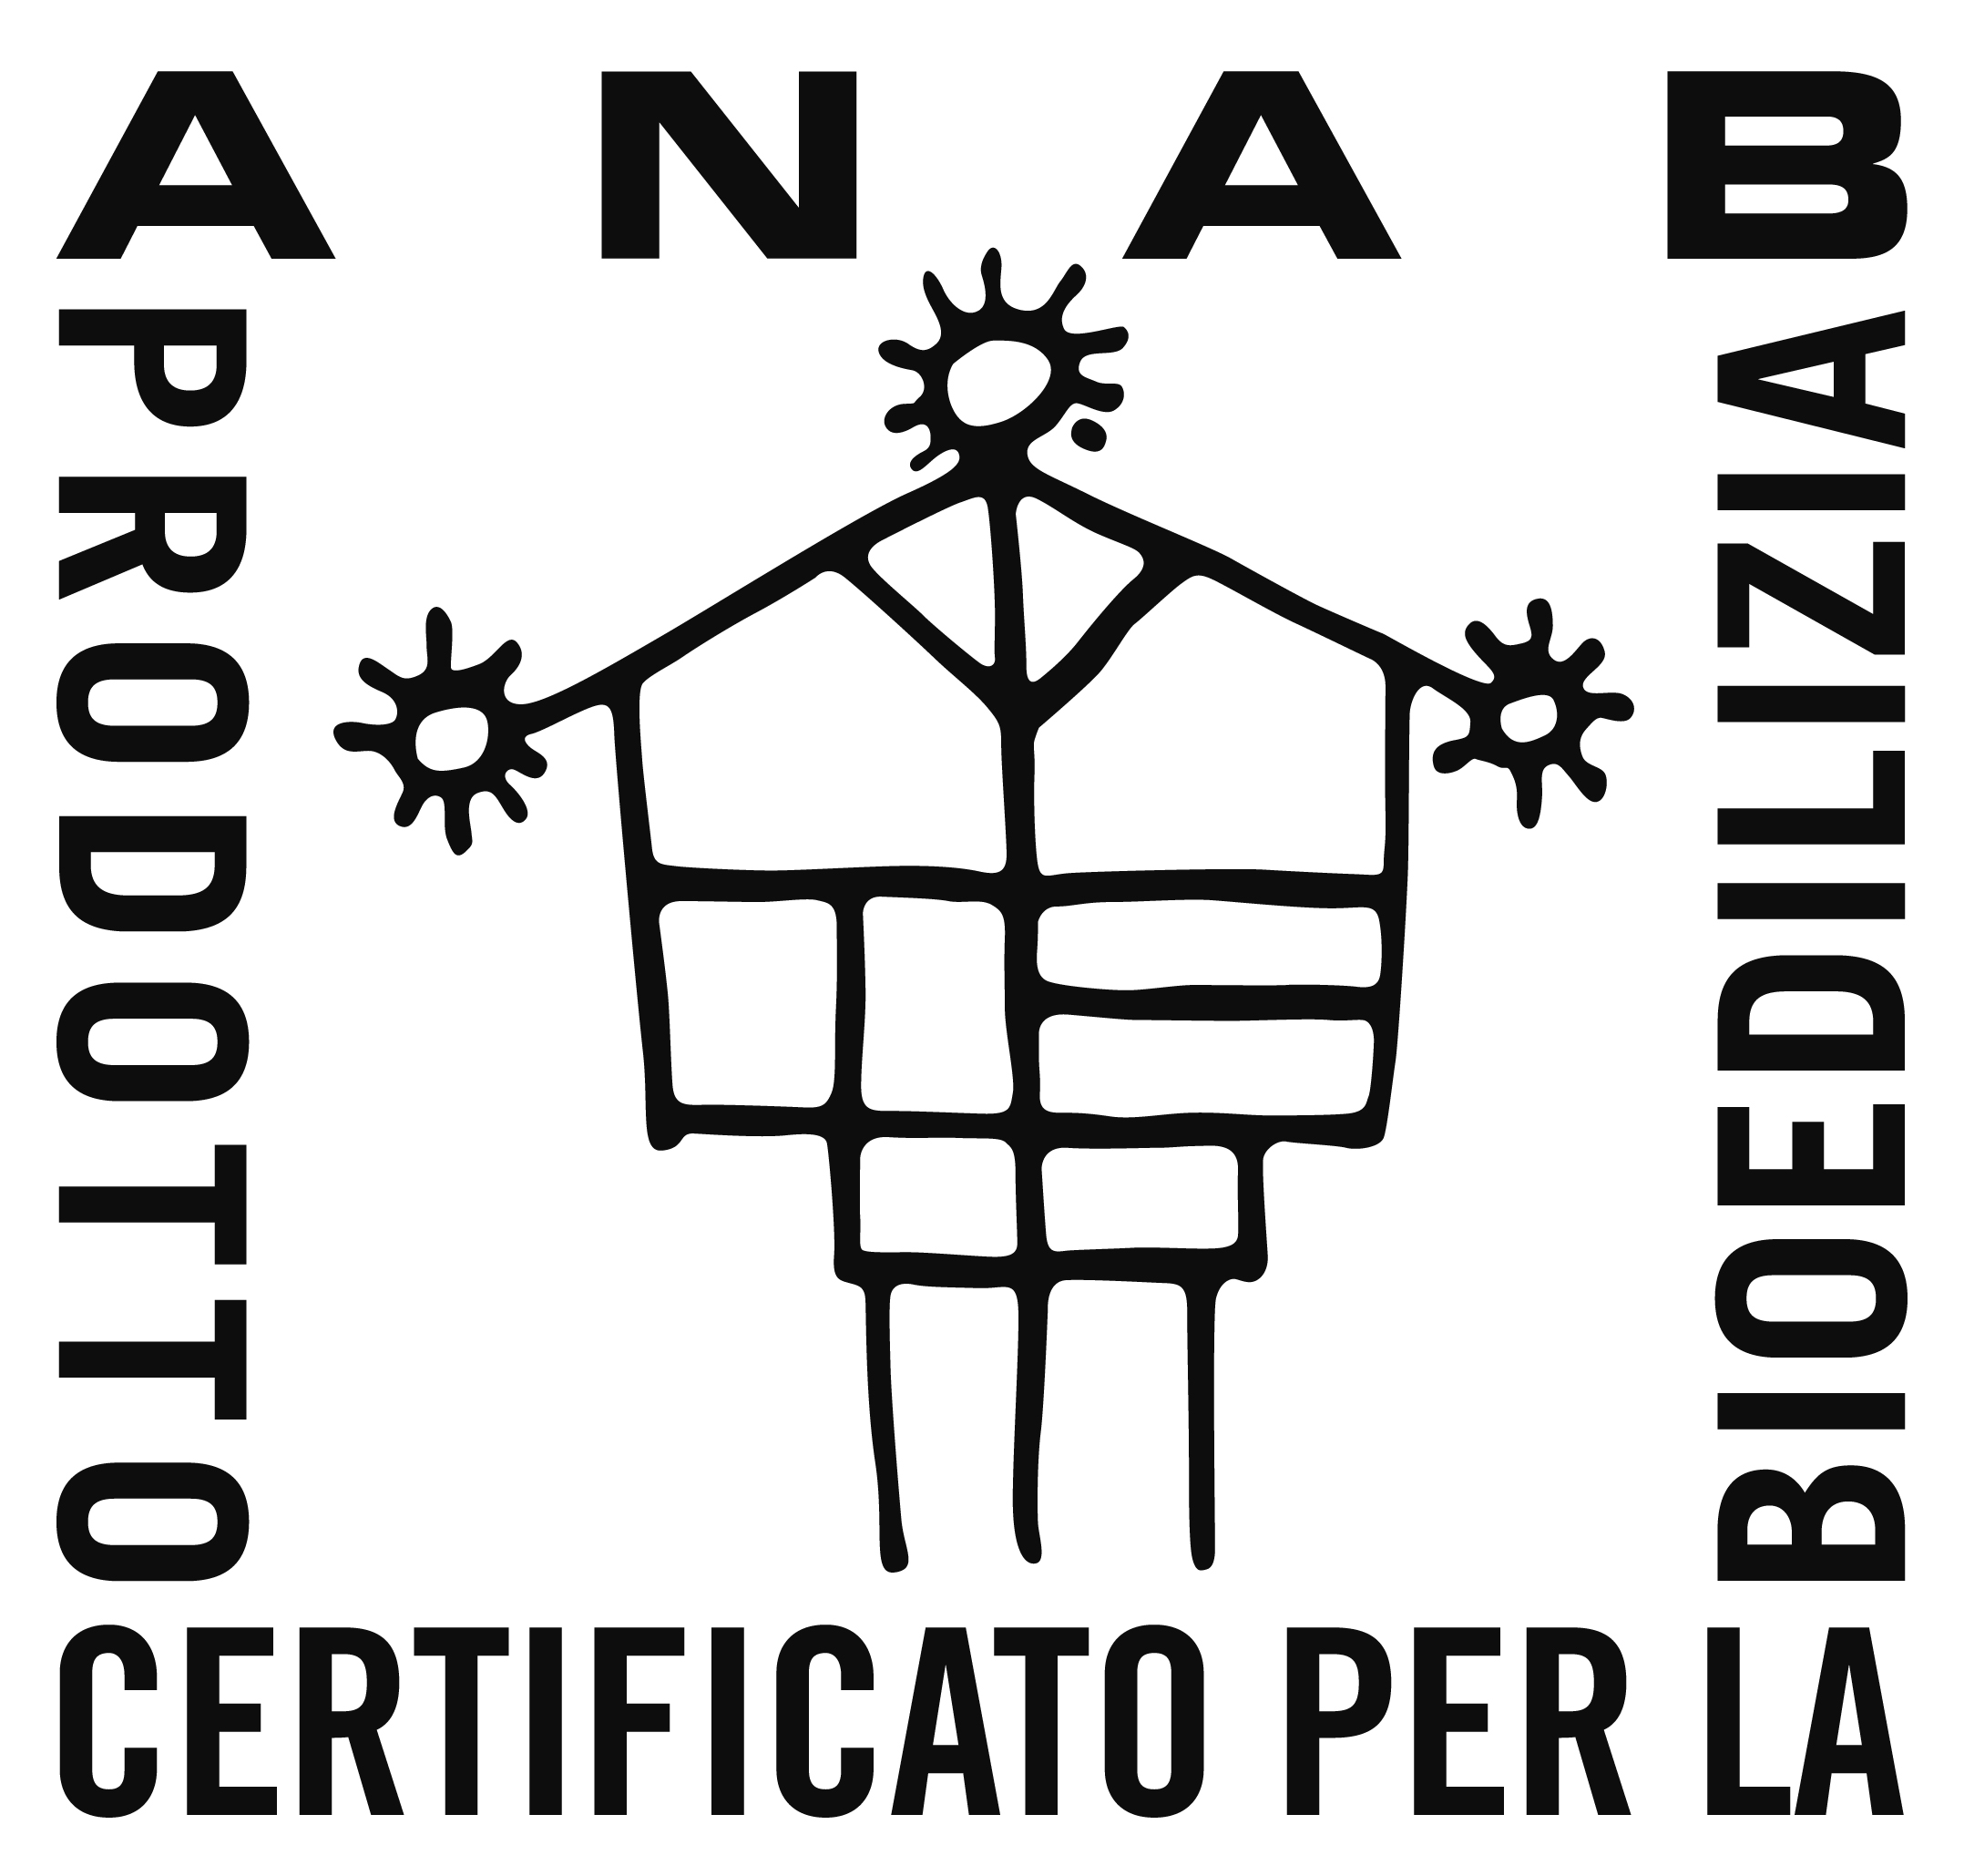 ANAB
PRODOTTO
CERTIFICATO PER LA
BIOEDILIZIA